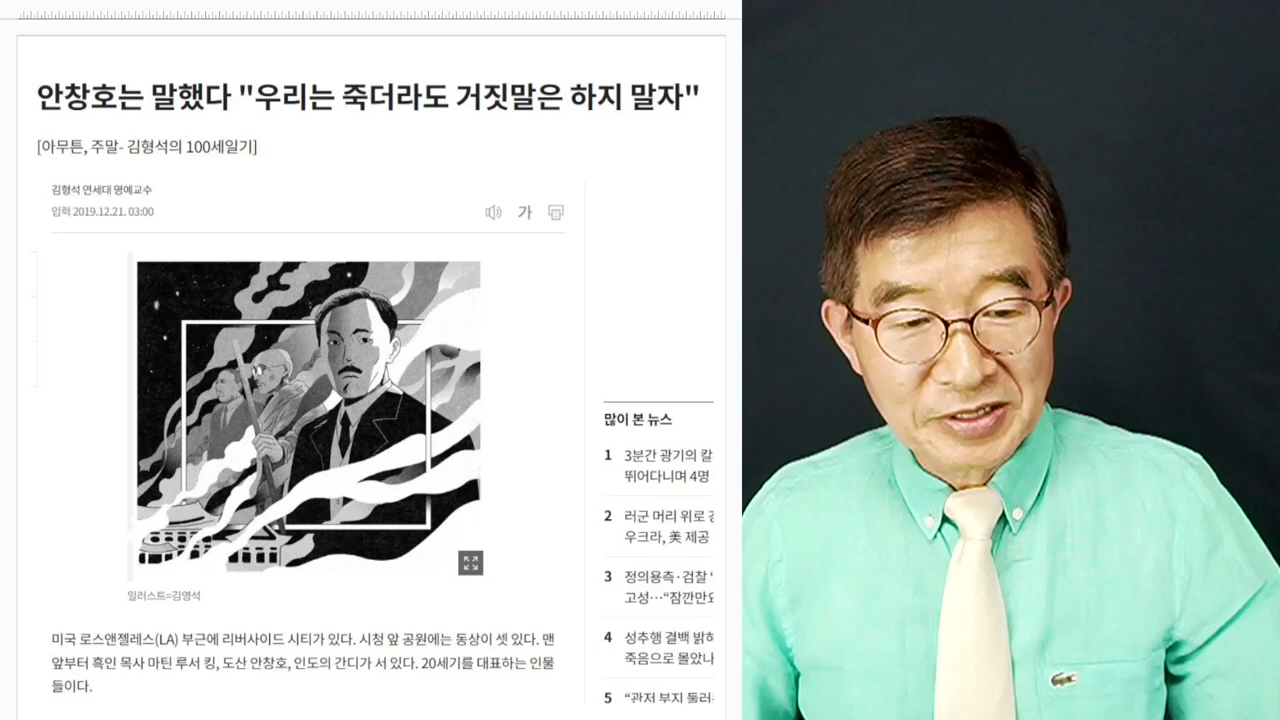 안창호는 말했다 "우리는 죽더라도 거짓말은 하지 말자"
[아무튼, 주말- 김형석의 100세일기]
김형석 연세대 명예교수
입력 2019.12.21. 03:00
가
일러스트=김영석
미국 로스앤젤레스(LA) 부근에 리버사이드 시티가 있다. 시청 앞 공원에는 동상이 셋 있다. 맨
앞부터 흑인 목사 마틴 루서 킹, 도산 안창호, 인도의 간디가 서 있다. 20세기를 대표하는 인물
들이다.
많이 본 뉴스
1 3분간 광기의 칼
뛰어다니며 4명
2 러군 머리 위로
우크라, 美 제공
3 정의용측·검찰
고성…“잠깐만요
4 성추행 결백 밝혀
죽음으로 몰았나
5 “관저 부지 둘러